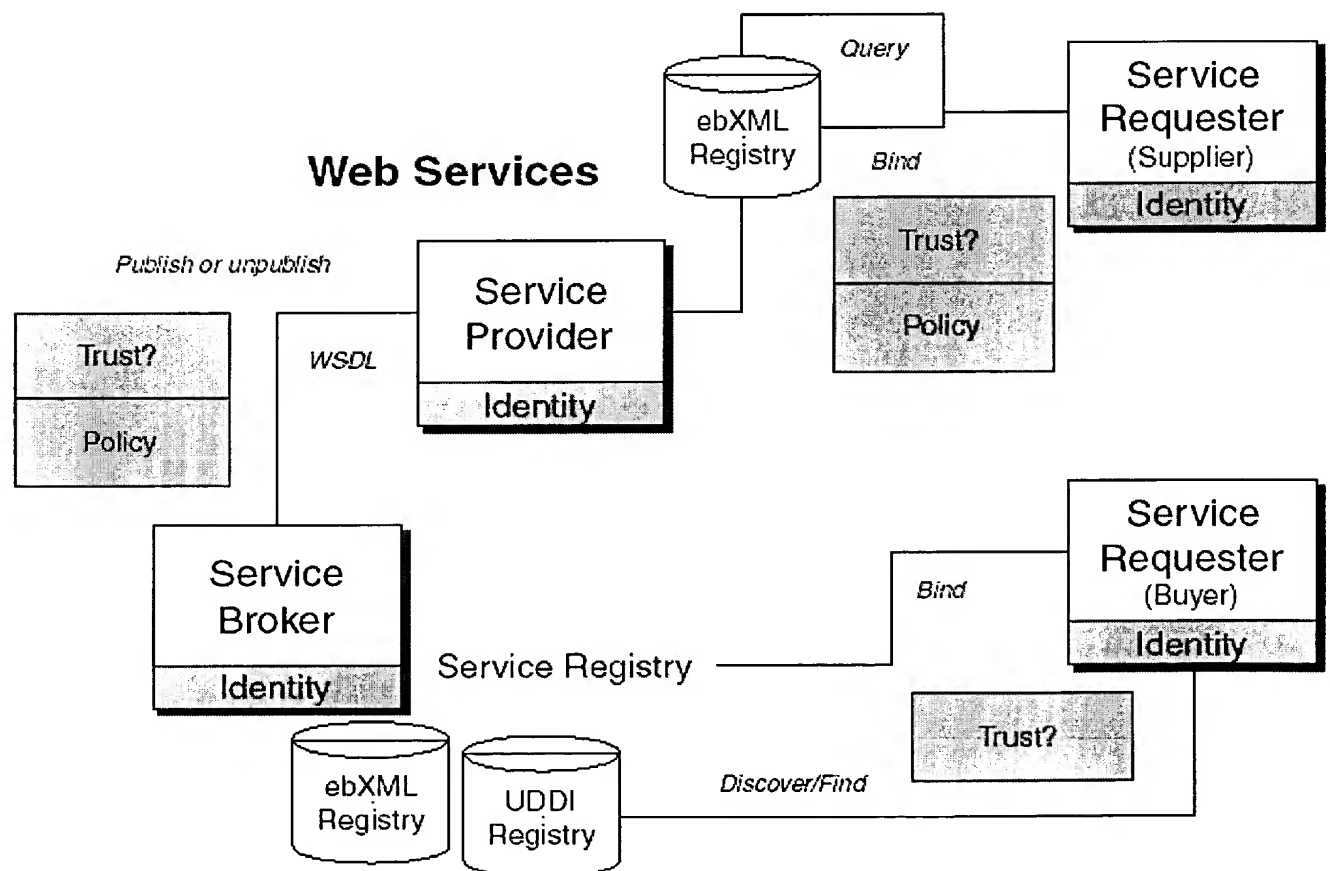 Query
Service
Requester
(Supplier)
Identity
ebXML
Registry
Bind
Web Services
Trust?
Policy
Publish or unpublish
Service
Provider
Identity
WSDL
Trust?
Policy
Service
Broker
Identity
Service Registry
Bind
Service
Requester
(Buyer)
Identity
Trust?
Discover/Find
ebXML
Registry
UDDI
Registry